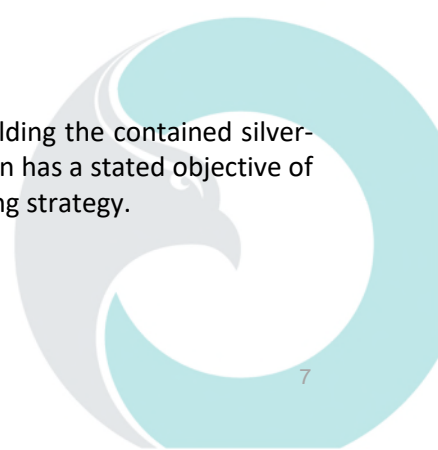 lding the contained silver-
n has a stated objective of
ng strategy.
7